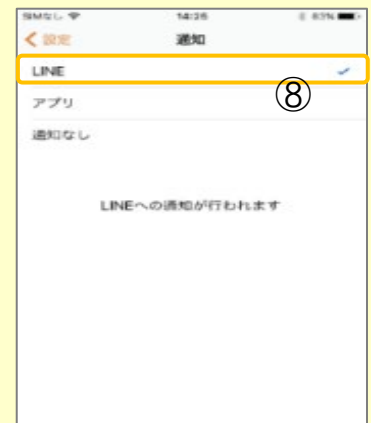 SIMなし 14:26 83%
設定 通知
LINE
⑧
アプリ
通知なし
LINEへの通知が行われます